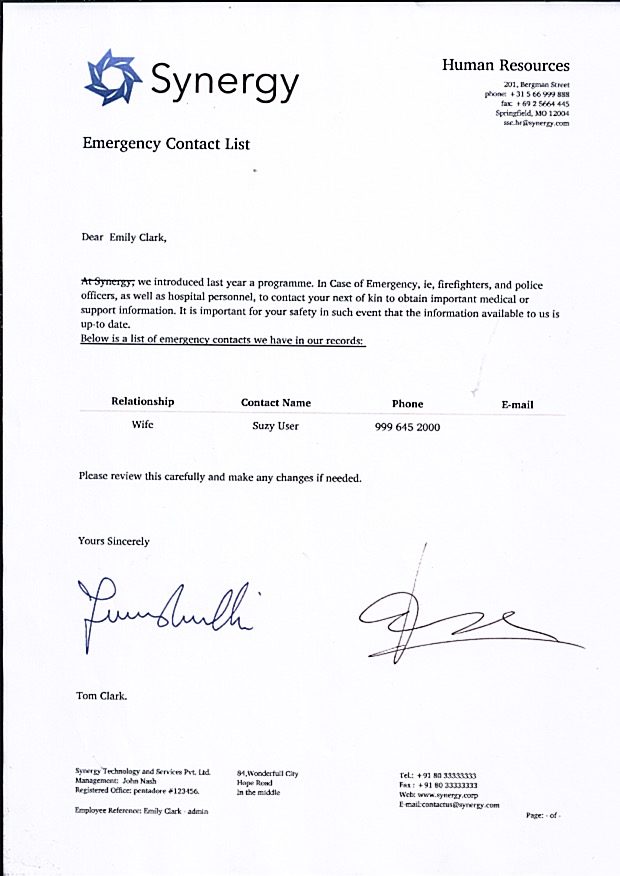 Synergy
Human Resources
201, Bergman Street
phone: +31 5 66 999 888
fax: +69 2 5664 445
Springfield, MO 12004
ssc.hr@synergy.com
Emergency Contact List
Dear Emily Clark,
At Synergy, we introduced last year a programme. In Case of Emergency, ie, firefighters, and police
officers, as well as hospital personnel, to contact your next of kin to obtain important medical or
support information. It is important for your safety in such event that the information available to us is
up-to date.
Below is a list of emergency contacts we have in our records:
Relationship Contact Name Phone E-mail
Wife Suzy User 999 645 2000
Please review this carefully and make any changes if needed.
Yours Sincerely
Tom Clark.
Synergy Technology and Services Pvt. Ltd.
Management: John Nash
Registered Office: pentadore #123456.
Employee Reference: Emily Clark - admin
84,Wonderfull City
Hope Road
In the middle
Tel.: +91 80 33333333
Fax : +91 80 33333333
Web: www.synergy.corp
E-mail:contactus@synergy.com
Page: - of -